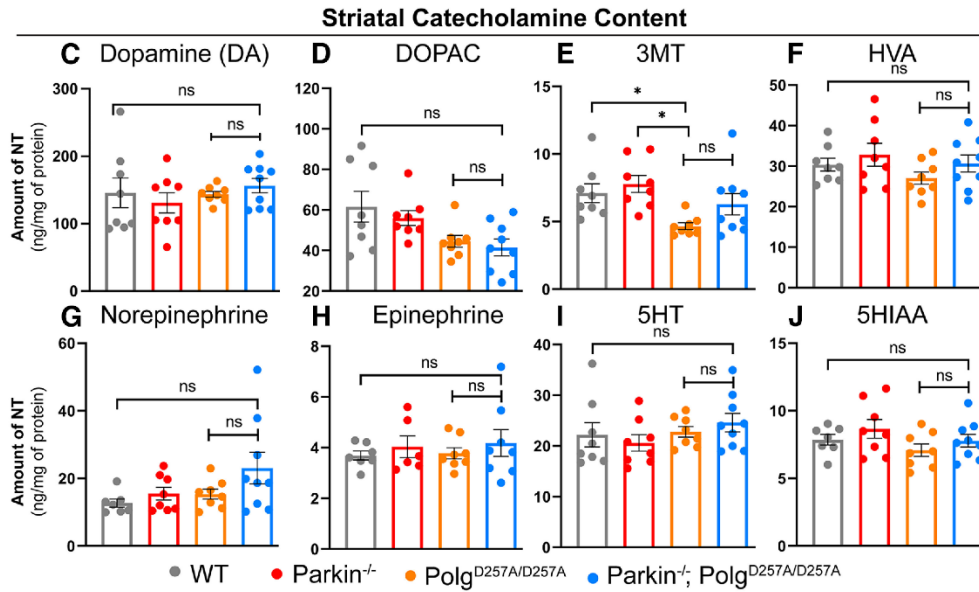 Striatal Catecholamine Content
C Dopamine (DA)
D DOPAC
E 3MT
F HVA
Amount of NT
(ng/mg of protein)
300
200
100
0
ns
ns
120
100
80
60
40
20
ns
ns
15
10
5
0
*
*
ns
50
40
30
20
10
0
ns
ns
G Norepinephrine
H Epinephrine
I 5HT
J 5HIAA
Amount of NT
(ng/mg of protein)
60
40
20
0
ns
ns
8
6
4
2
0
ns
ns
40
30
20
10
0
ns
ns
15
10
5
0
ns
ns
WT Parkin-/- PolgD257A/D257A Parkin-/-; PolgD257A/D257A